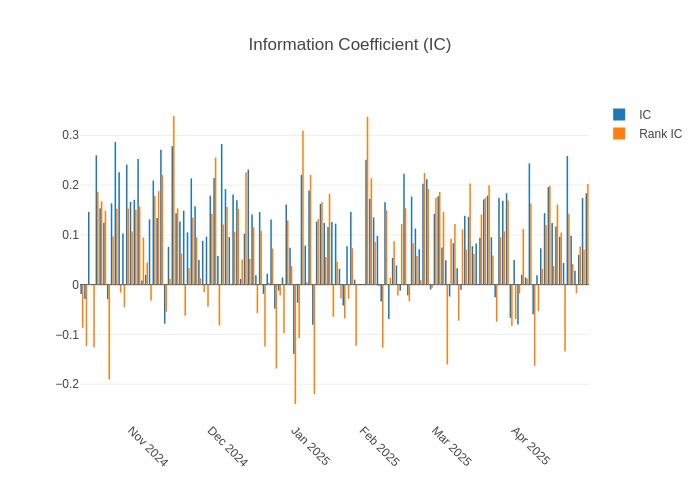 Information Coefficient (IC)
IC
Rank IC
0.3
0.2
0.1
0
−0.1
−0.2
Nov 2024
Dec 2024
Jan 2025
Feb 2025
Mar 2025
Apr 2025